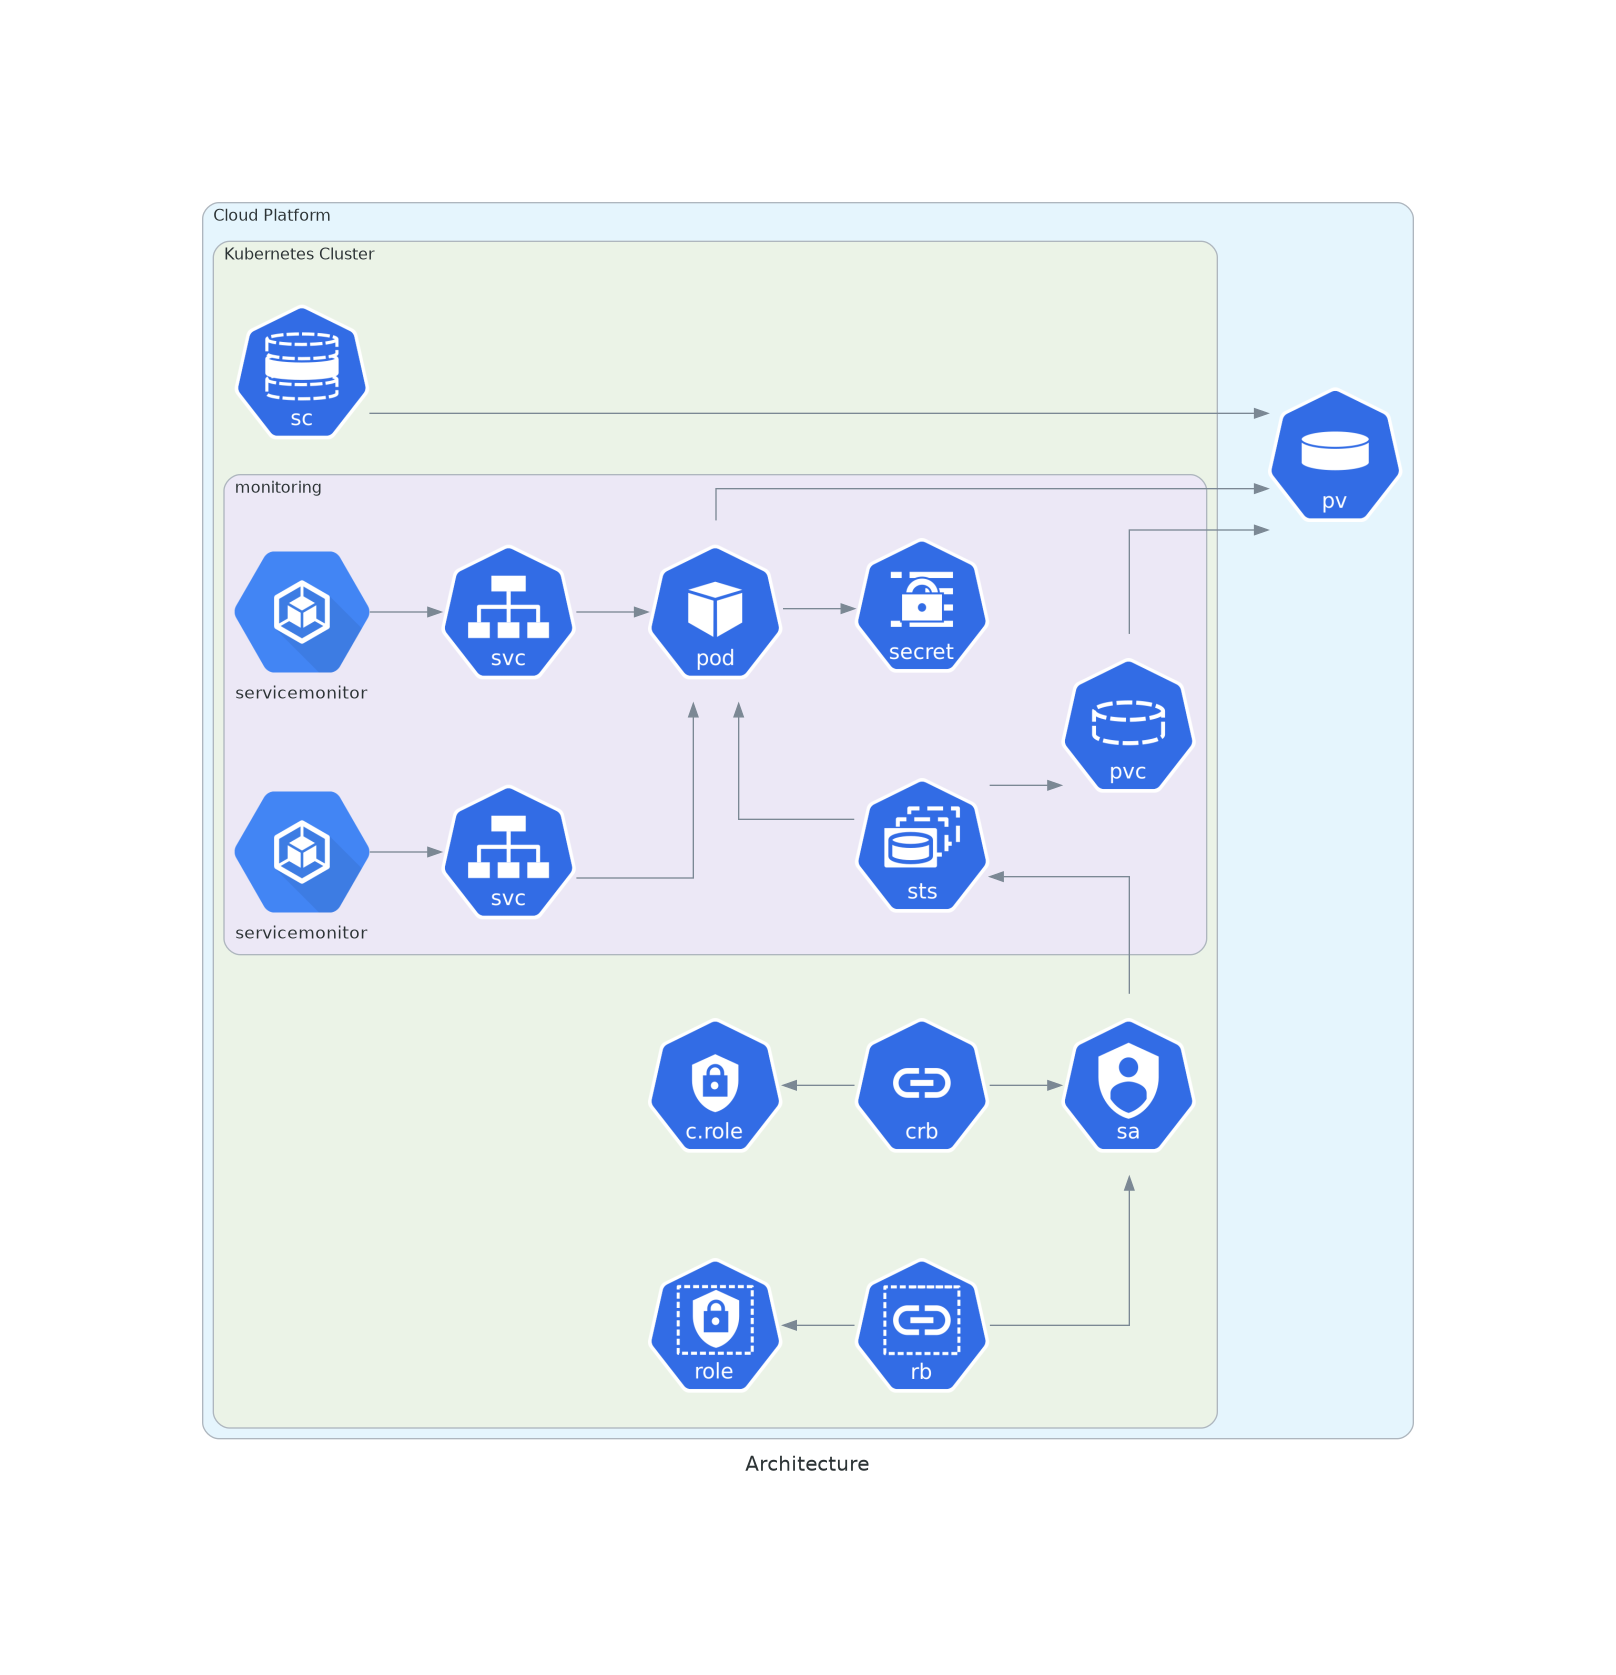 Cloud Platform
Kubernetes Cluster
sc
pv
monitoring
servicemonitor
svc
pod
secret
pvc
servicemonitor
svc
sts
c.role
crb
sa
role
rb
Architecture